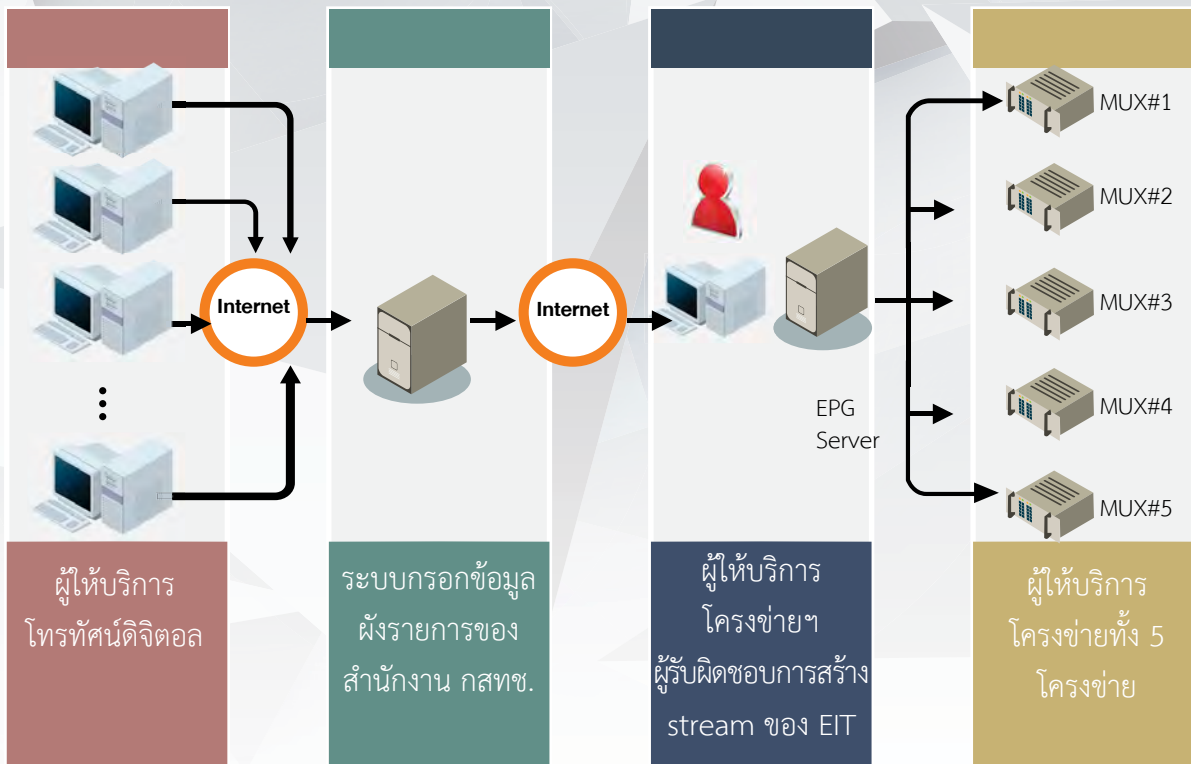 MUX#1
MUX#2
Internet
Internet
MUX#3
EPG
Server
MUX#4
MUX#5
ผู้ให้บริการ
โทรทัศน์ดิจิตอล
ระบบกรอกข้อมูล
ผังรายการของ
สำนักงาน กสทช.
ผู้ให้บริการ
โครงข่ายฯ
ผู้รับผิดชอบการสร้าง
stream ของ EIT
ผู้ให้บริการ
โครงข่ายทั้ง 5
โครงข่าย